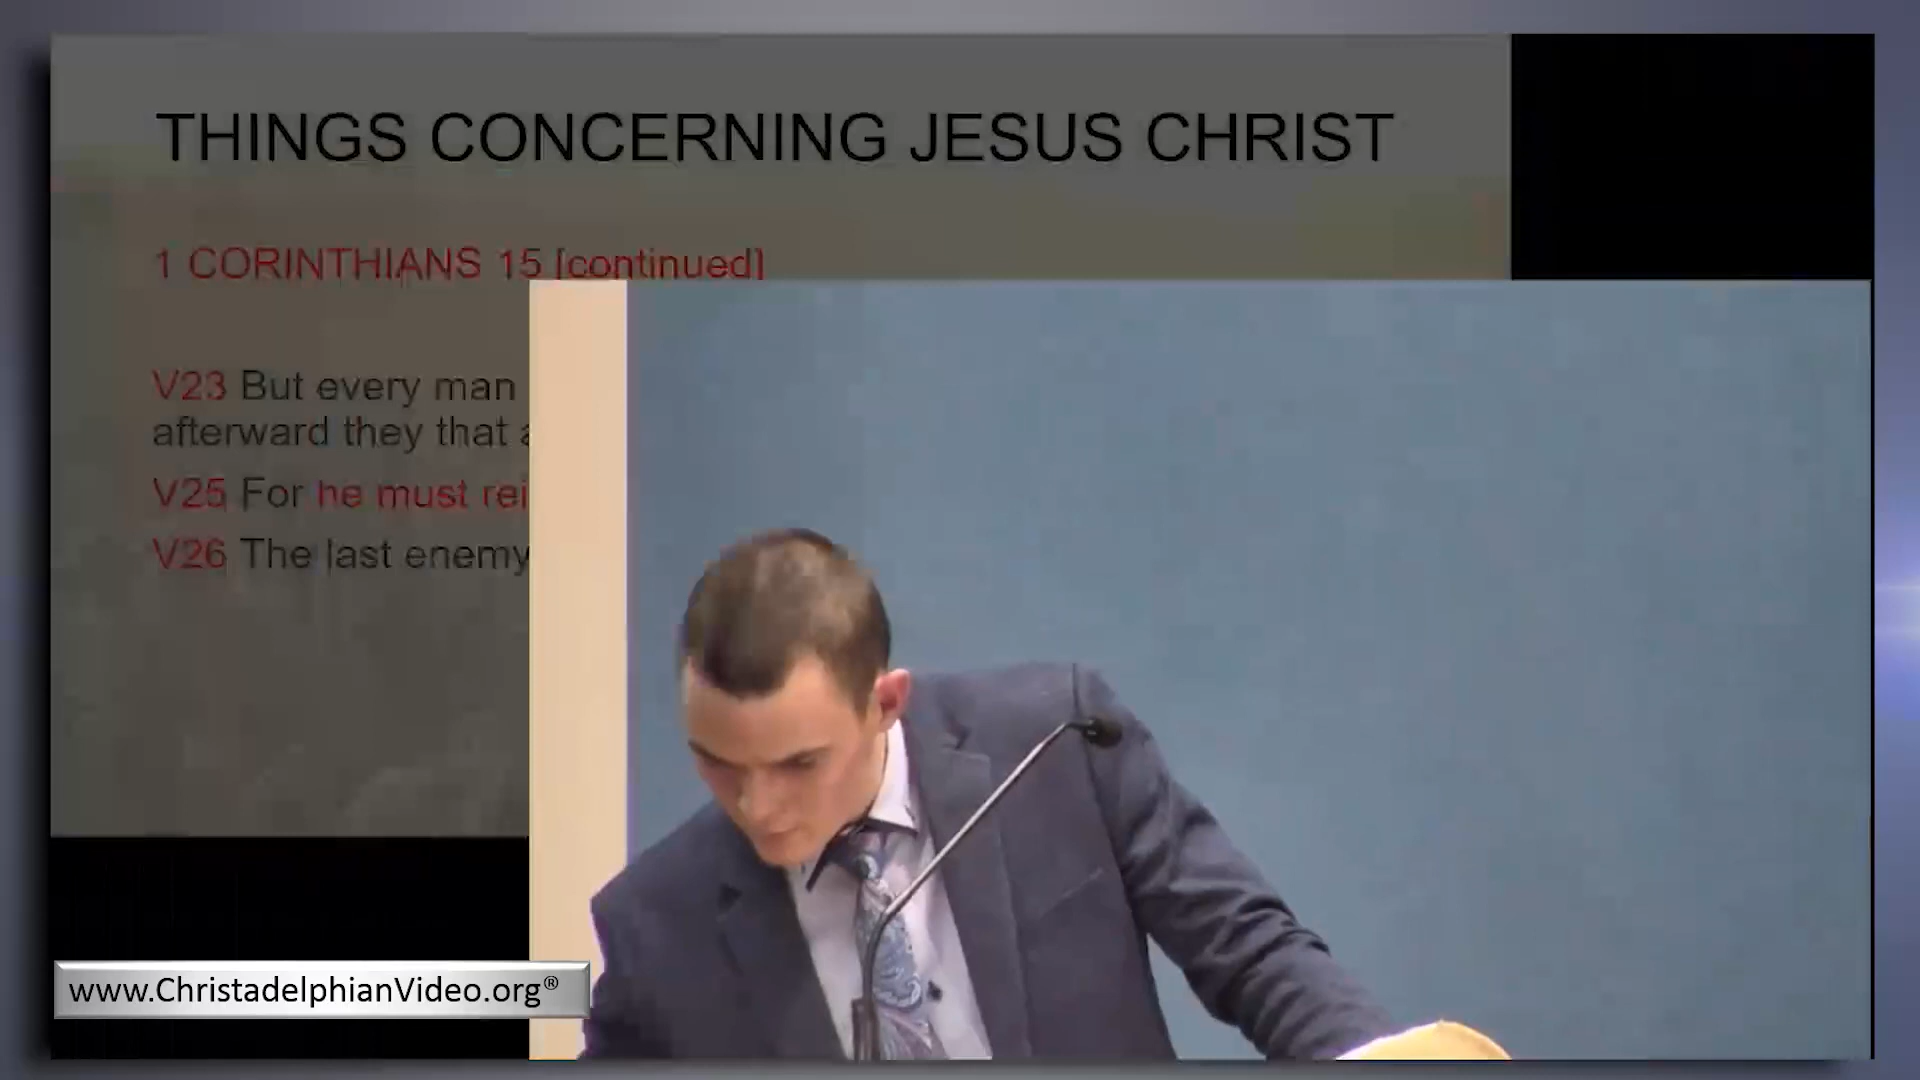 THINGS CONCERNING JESUS CHRIST
1 CORINTHIANS 15 [continued]
V23 But every man
afterward they that
V25 For he must
V26 The last enemy
www.ChristadelphianVideo.org®